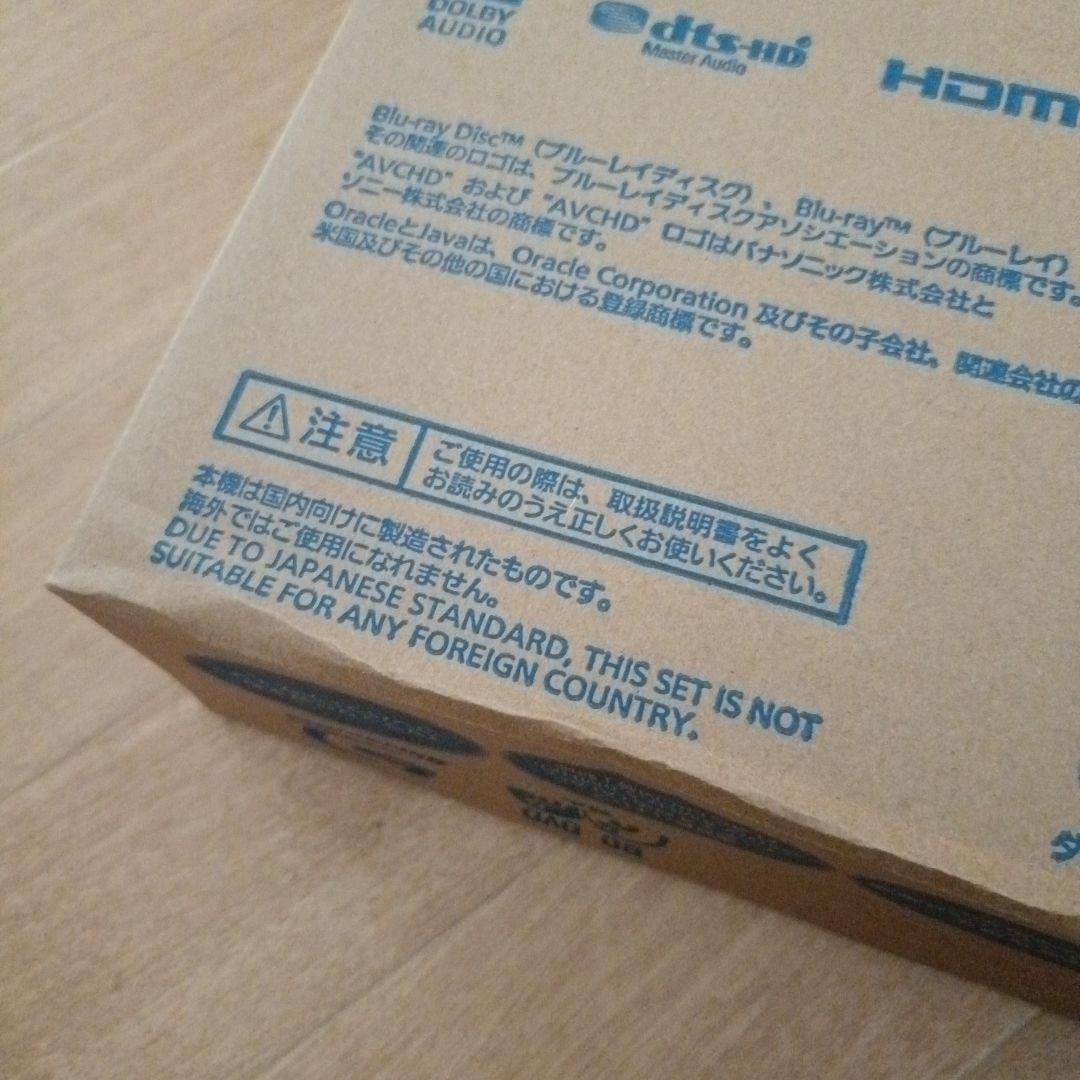 DOLBY
AUDIO
dts-HD
Master Audio
HDMI
Blu-ray Disc™（ブルーレイディスク）、Blu-ray™（ブルーレイ）
その関連のロゴは、ブルーレイディスクアソシエーションの商標です。
"AVCHD" および "AVCHD" ロゴはパナソニック株式会社と
ソニー株式会社の商標です。
OracleとJavaは、Oracle Corporation 及びその子会社、関連会社の
米国及びその他の国における登録商標です。
注意
ご使用の際は、取扱説明書をよく
お読みのうえ正しくお使いください。
本機は国内向けに製造されたものです。
海外ではご使用になれません。
DUE TO JAPANESE STANDARD, THIS SET IS NOT
SUITABLE FOR ANY FOREIGN COUNTRY.
ダ
BD DVD